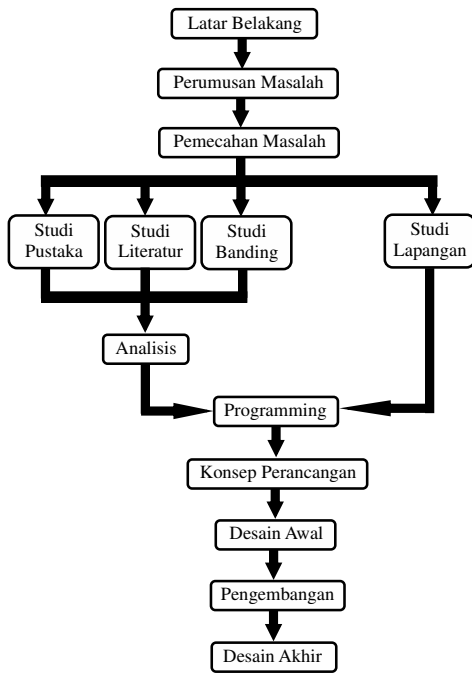 Latar Belakang
Perumusan Masalah
Pemecahan Masalah
Studi
Pustaka
Studi
Literatur
Studi
Banding
Studi
Lapangan
Analisis
Programming
Konsep Perancangan
Desain Awal
Pengembangan
Desain Akhir